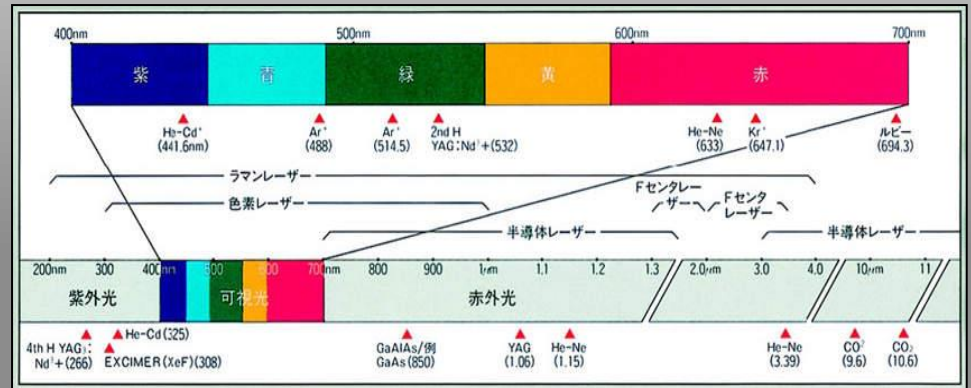 400nm 500nm 600nm 700nm
紫 青 緑 黄 赤
He-Cd⁺ (441.6nm)
Ar⁺ (488)
Ar⁺ (514.5)
2nd H YAG:Nd³+(532)
He-Ne (633)
Kr⁺ (647.1)
ルビー (694.3)
ラマンレーザー
色素レーザー
Fセンタレーザー
Fセンタレーザー
半導体レーザー
半導体レーザー
200nm 300 400nm 500 600 700nm 800 900 1μm 1.1 1.2 1.3 2.0μm 3.0 4.0 10μm 11
紫外光 可視光 赤外光
4th H YAG:
Nd³+(266)
He-Cd(325)
EXCIMER(XeF)(308)
GaAlAs/例
GaAs(850)
YAG
(1.06)
He-Ne
(1.15)
He-Ne
(3.39)
CO²
(9.6)
CO₂
(10.6)